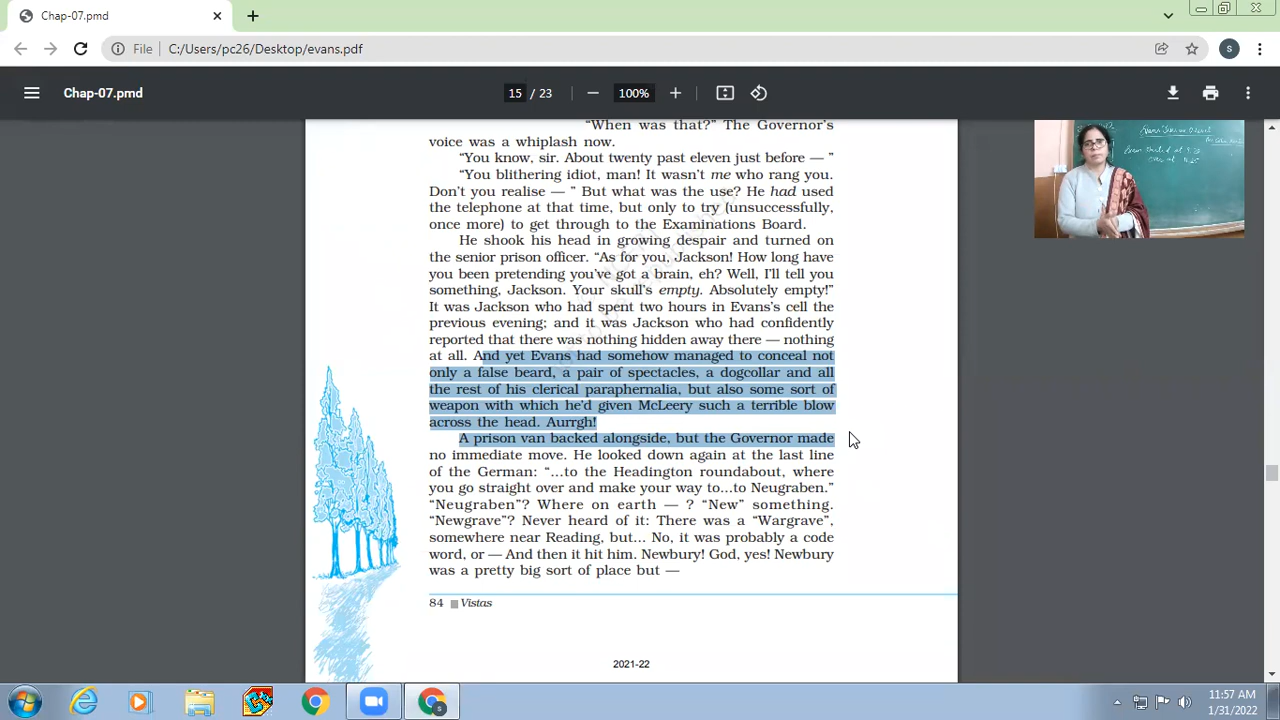 Chap-07.pmd
File
C:/Users/pc26/Desktop/evans.pdf
S
Chap-07.pmd
15 / 23
100%
“When was that?” The Governor’s
voice was a whiplash now.
“You know, sir. About twenty past eleven just before — ”
“You blithering idiot, man! It wasn’t me who rang you.
Don’t you realise — ” But what was the use? He had used
the telephone at that time, but only to try (unsuccessfully,
once more) to get through to the Examinations Board.
He shook his head in growing despair and turned on
the senior prison officer. “As for you, Jackson! How long have
you been pretending you’ve got a brain, eh? Well, I’ll tell you
something, Jackson. Your skull’s empty. Absolutely empty!”
It was Jackson who had spent two hours in Evans’s cell the
previous evening; and it was Jackson who had confidently
reported that there was nothing hidden away there — nothing
at all. And yet Evans had somehow managed to conceal not
only a false beard, a pair of spectacles, a dogcollar and all
the rest of his clerical paraphernalia, but also some sort of
weapon with which he’d given McLeery such a terrible blow
across the head. Aurrgh!
A prison van backed alongside, but the Governor made
no immediate move. He looked down again at the last line
of the German: “...to the Headington roundabout, where
you go straight over and make your way to...to Neugraben.”
“Neugraben”? Where on earth — ? “New” something.
“Newgrave”? Never heard of it: There was a “Wargrave”,
somewhere near Reading, but... No, it was probably a code
word, or — And then it hit him. Newbury! God, yes! Newbury
was a pretty big sort of place but —
84 Vistas
2021-22
S
11:57 AM
1/31/2022